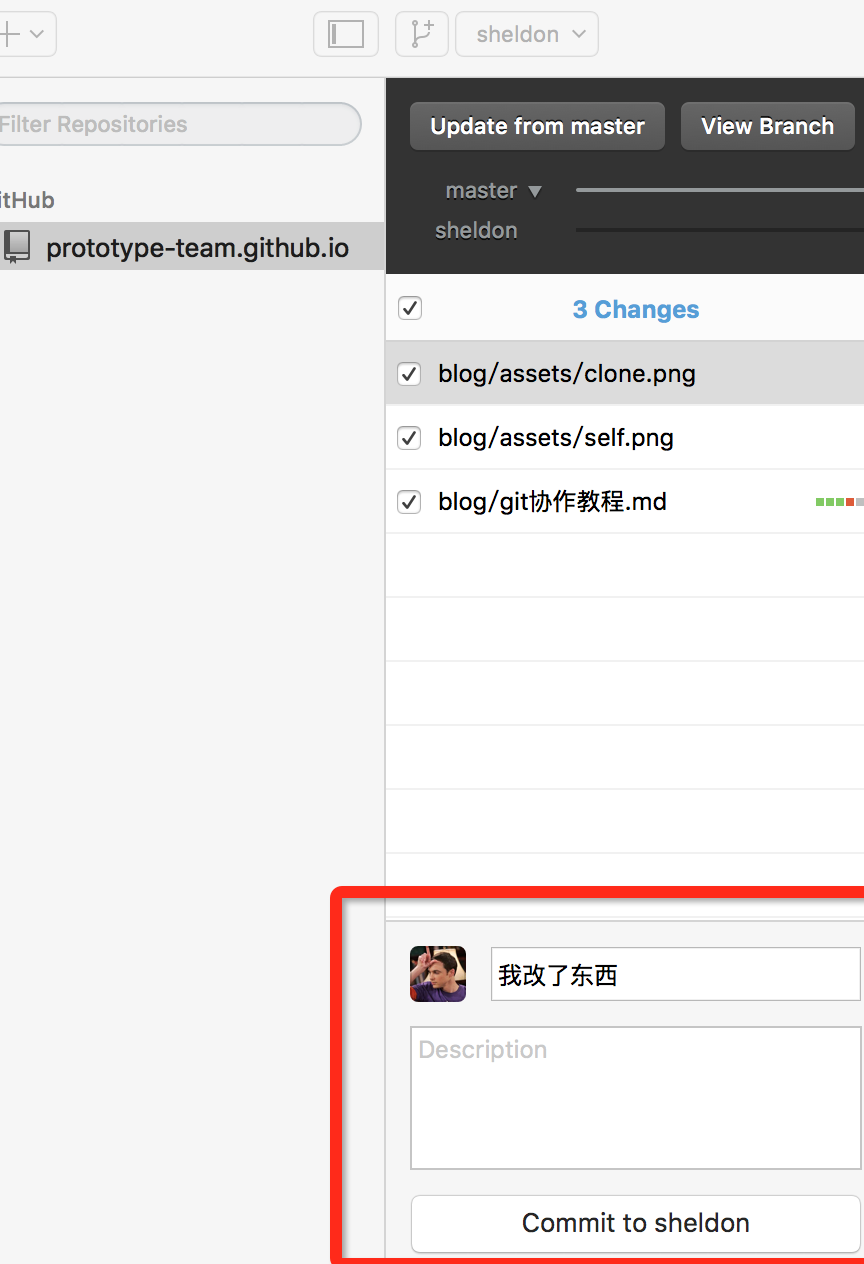 sheldon
Filter Repositories
Update from master
View Branch
itHub
master
sheldon
prototype-team.github.io
3 Changes
blog/assets/clone.png
blog/assets/self.png
blog/git协作教程.md
我改了东西
Description
Commit to sheldon